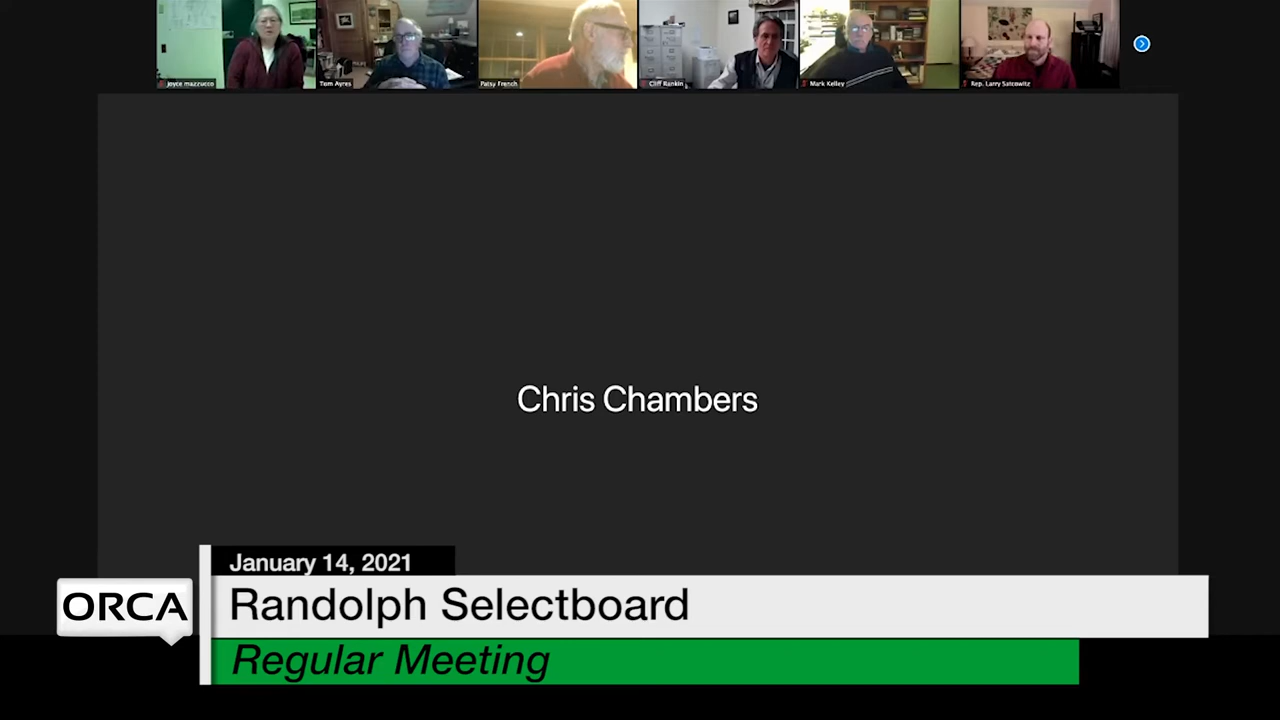 joyce mazzucco
Tom Ayres
Patsy French
Cliff Rankin
Mark Kelley
Rep. Larry Satcowitz
Chris Chambers
January 14, 2021
ORCA
Randolph Selectboard
Regular Meeting